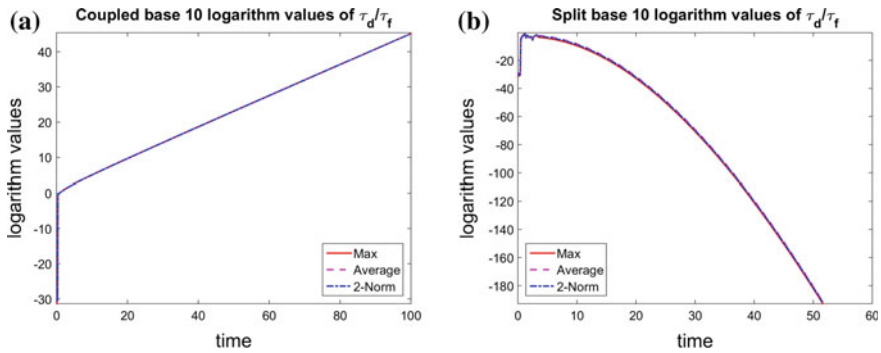 (a)
Coupled base 10 logarithm values of τd/τf
logarithm values
40
30
20
10
0
-10
-20
-30
0
20
40
60
80
100
time
Max
Average
2-Norm
(b)
Split base 10 logarithm values of τd/τf
logarithm values
-20
-40
-60
-80
-100
-120
-140
-160
-180
0
10
20
30
40
50
60
time
Max
Average
2-Norm